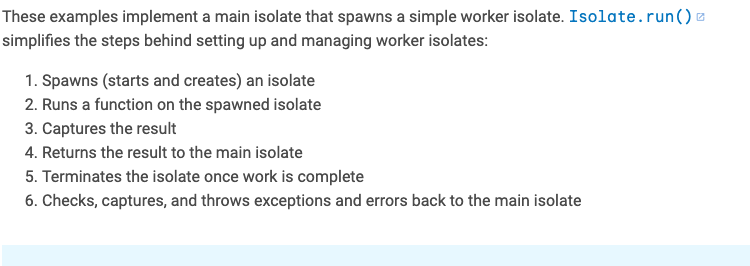 These examples implement a main isolate that spawns a simple worker isolate. Isolate.run()
simplifies the steps behind setting up and managing worker isolates:
1. Spawns (starts and creates) an isolate
2. Runs a function on the spawned isolate
3. Captures the result
4. Returns the result to the main isolate
5. Terminates the isolate once work is complete
6. Checks, captures, and throws exceptions and errors back to the main isolate